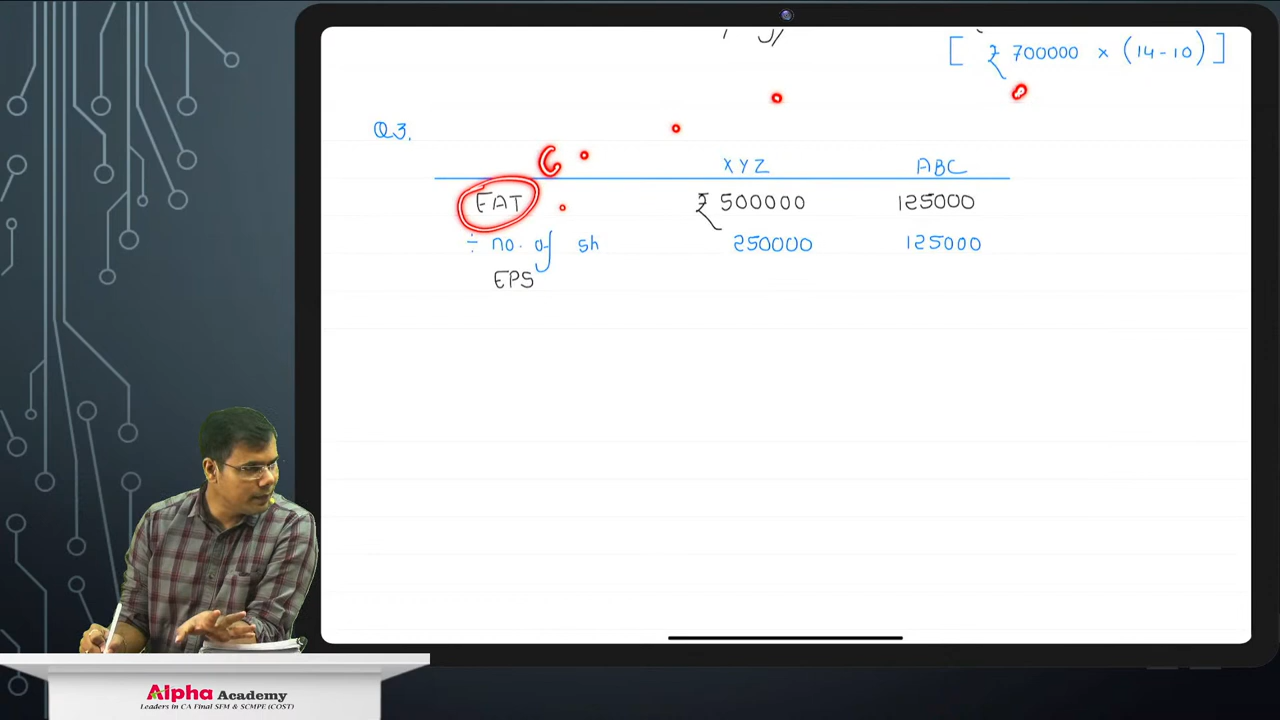 [ ₹ 700000 × (14-10) ]
Q3.
XYZ ABC
EAT ₹ 500000 125000
÷ no. of sh 250000 125000
EPS
Alpha Academy
Leaders in CA Final SFM & SCMPE (COST)